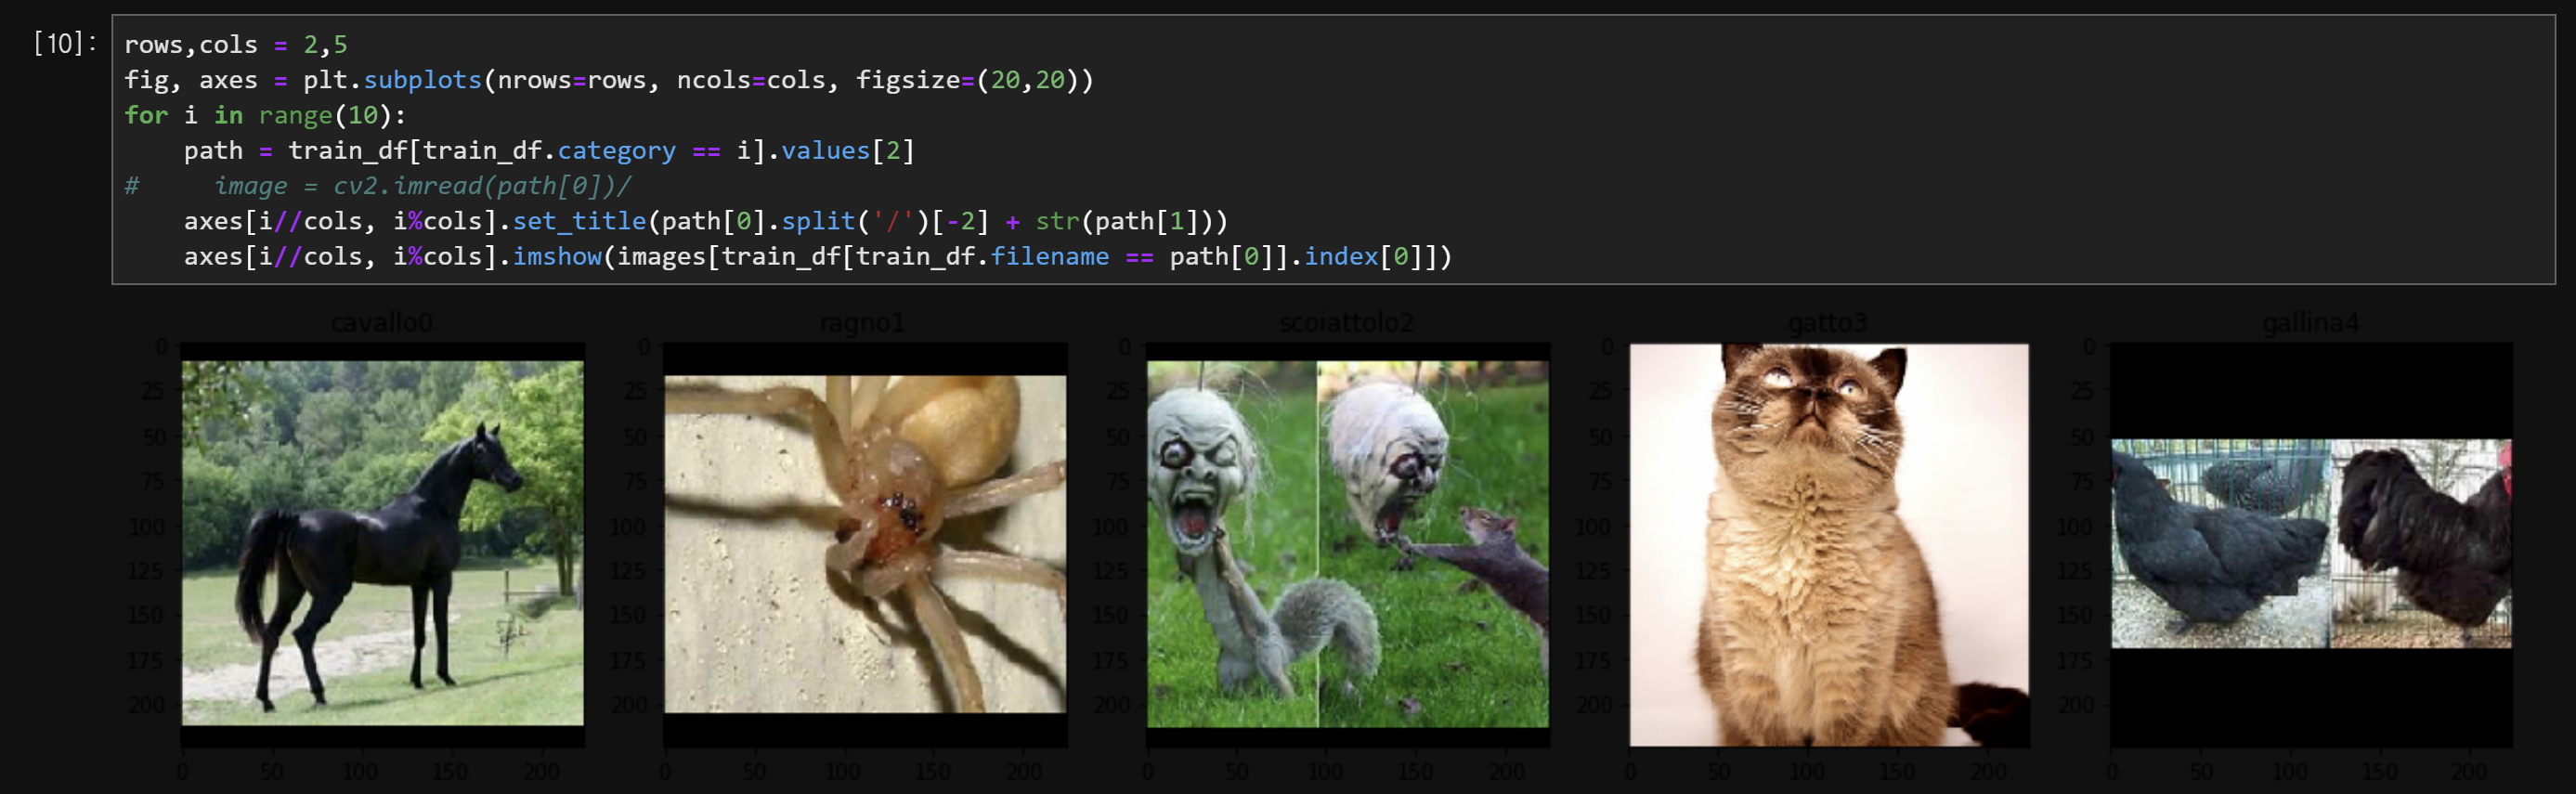 [10]:
rows,cols = 2,5
fig, axes = plt.subplots(nrows=rows, ncols=cols, figsize=(20,20))
for i in range(10):
    path = train_df[train_df.category == i].values[2]
#     image = cv2.imread(path[0])/
    axes[i//cols, i%cols].set_title(path[0].split('/')[-2] + str(path[1]))
    axes[i//cols, i%cols].imshow(images[train_df[train_df.filename == path[0]].index[0]])
cavallo0 ragno1 scoiattolo2 gatto3 gallina4
0 0 0 0 0
25 25 25 25 25
50 50 50 50 50
75 75 75 75 75
100 100 100 100 100
125 125 125 125 125
150 150 150 150 150
175 175 175 175 175
200 200 200 200 200
0 50 100 150 200 0 50 100 150 200 0 50 100 150 200 0 50 100 150 200 0 50 100 150 200